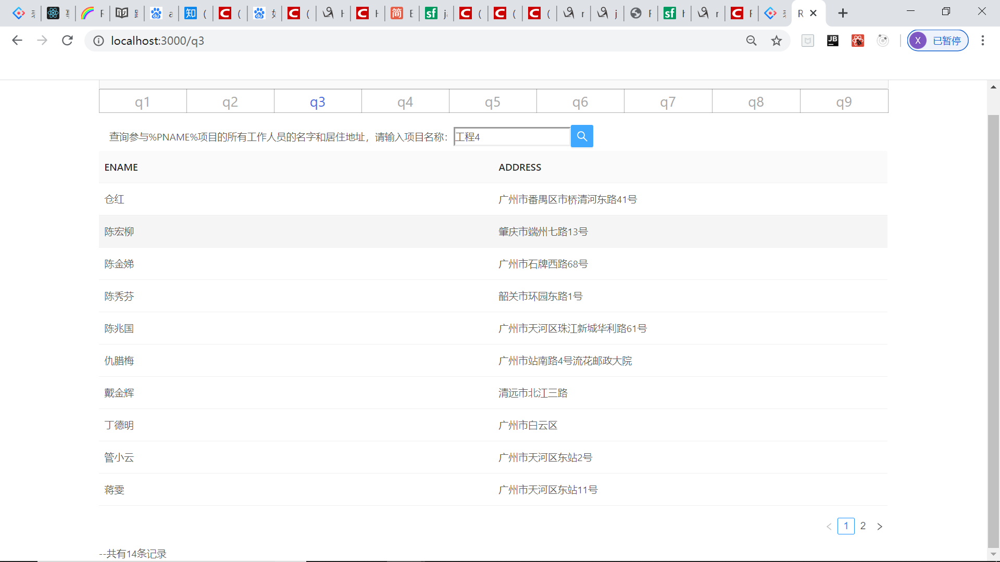 知 简 sf sf R
localhost:3000/q3
JB X 已暂停
q1 q2 q3 q4 q5 q6 q7 q8 q9
查询参与%PNAME%项目的所有工作人员的名字和居住地址，请输入项目名称： 工程4
ENAME ADDRESS
仓红 广州市番禺区市桥清河东路41号
陈宏柳 肇庆市端州七路13号
陈金娣 广州市石牌西路68号
陈秀芬 韶关市环园东路1号
陈兆国 广州市天河区珠江新城华利路61号
仇腊梅 广州市站南路4号流花邮政大院
戴金辉 清远市北江三路
丁德明 广州市白云区
管小云 广州市天河区东站2号
蒋雯 广州市天河区东站11号
1 2
--共有14条记录